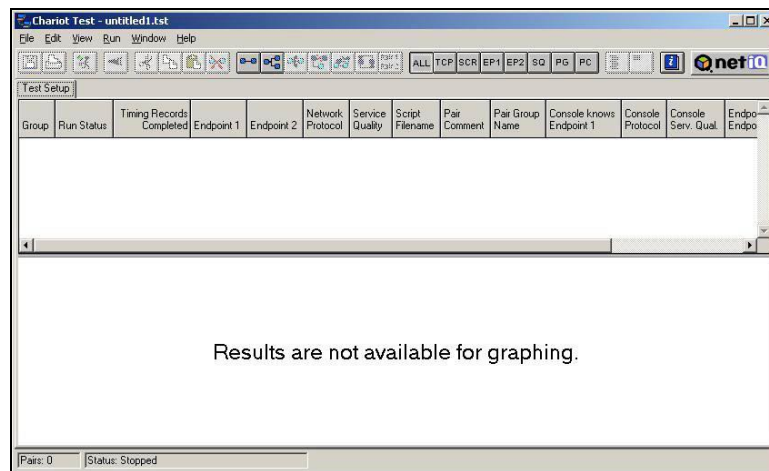 Chariot Test - untitled1.tst
File Edit View Run Window Help
ALL TCP SCR EP1 EP2 SQ PG PC
netiQ
Test Setup
Group
Run Status
Timing Records
Completed
Endpoint 1
Endpoint 2
Network
Protocol
Service
Quality
Script
Filename
Pair
Comment
Pair Group
Name
Console knows
Endpoint 1
Console
Protocol
Console
Serv. Qual.
Endpo
Endpo
Results are not available for graphing.
Pairs: 0
Status: Stopped